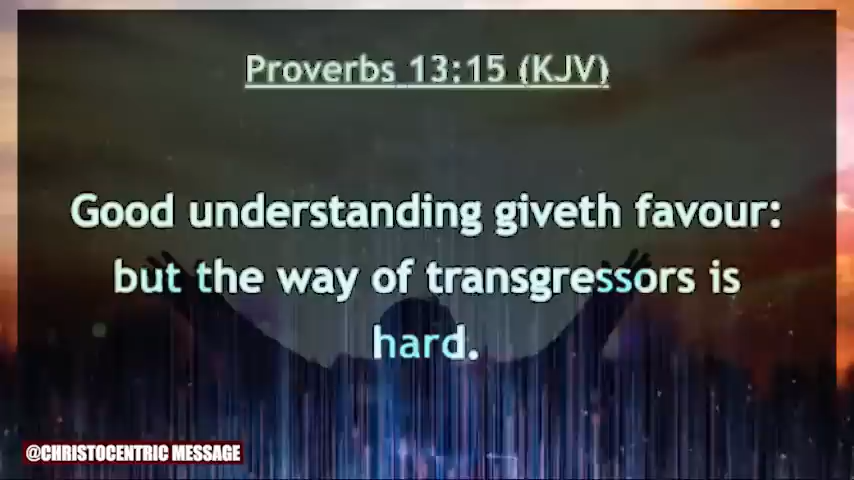 Proverbs 13:15 (KJV)
Good understanding giveth favour:
but the way of transgressors is
hard.
@CHRISTOCENTRIC MESSAGE